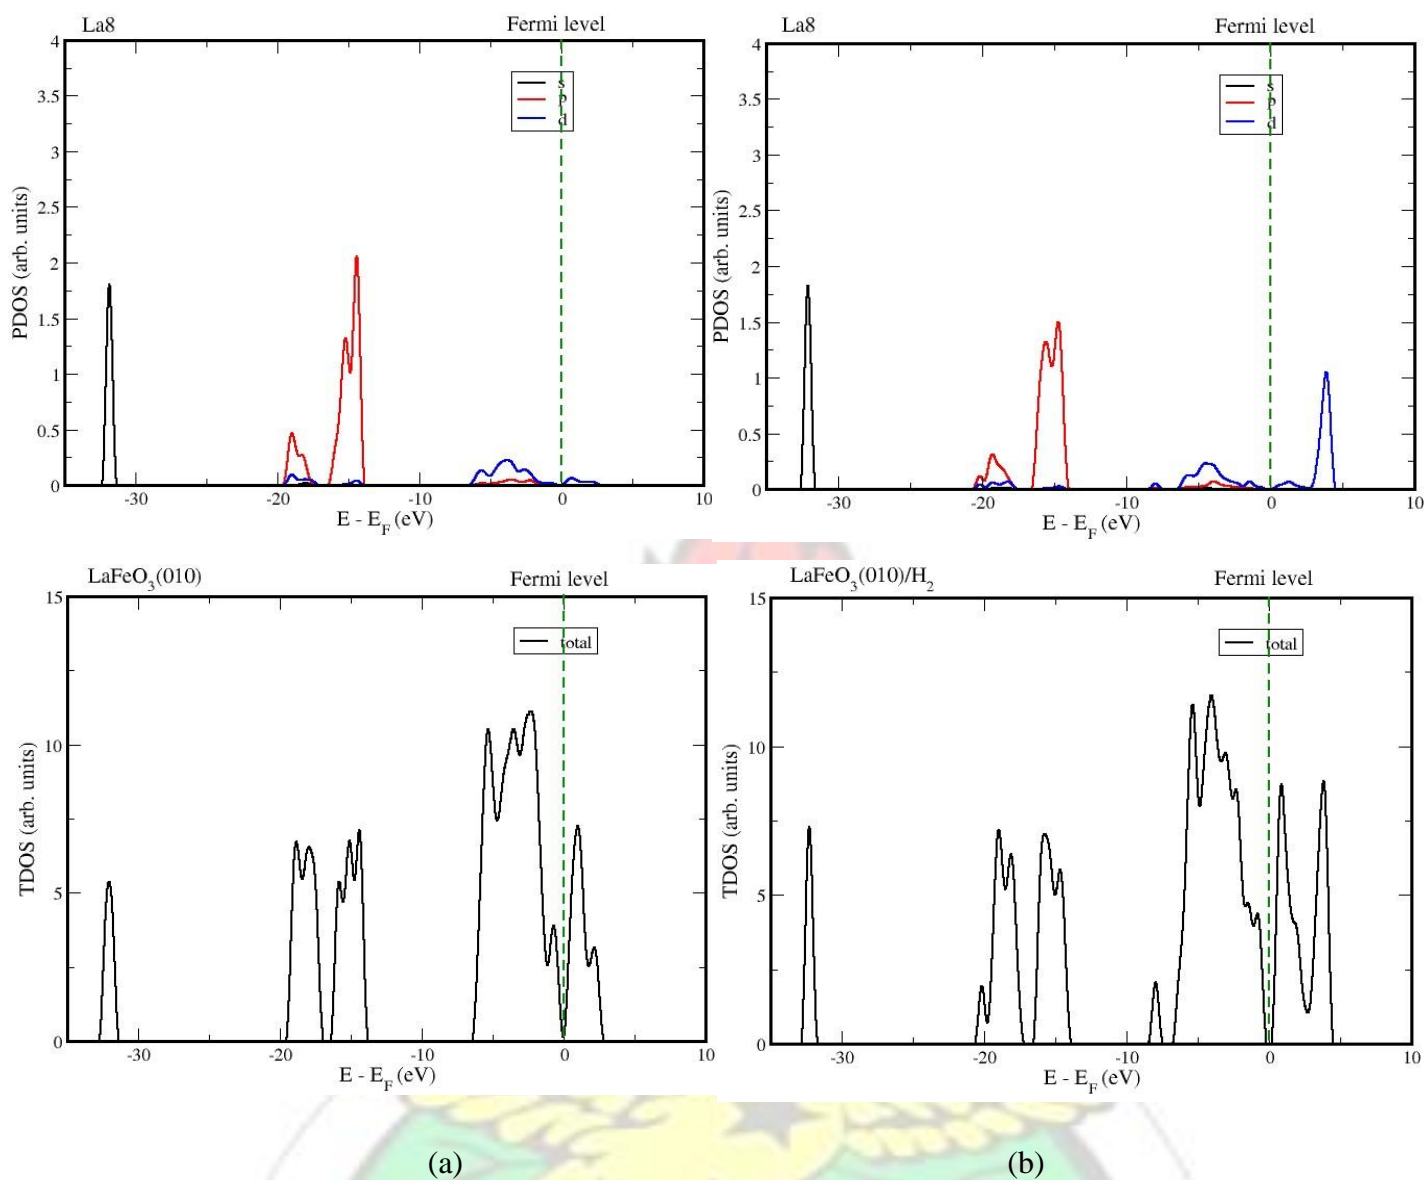 La8
Fermi level
s
p
d
4
3.5
3
2.5
2
1.5
1
0.5
0
PDOS (arb. units)
-30
-20
-10
0
10
E - E_F (eV)
La8
Fermi level
s
p
d
4
3.5
3
2.5
2
1.5
1
0.5
0
PDOS (arb. units)
-30
-20
-10
0
10
E - E_F (eV)
LaFeO₃(010)
Fermi level
total
15
10
5
0
TDOS (arb. units)
-30
-20
-10
0
10
E - E_F (eV)
LaFeO₃(010)/H₂
Fermi level
total
15
10
5
0
TDOS (arb. units)
-30
-20
-10
0
10
E - E_F (eV)
(a)
(b)